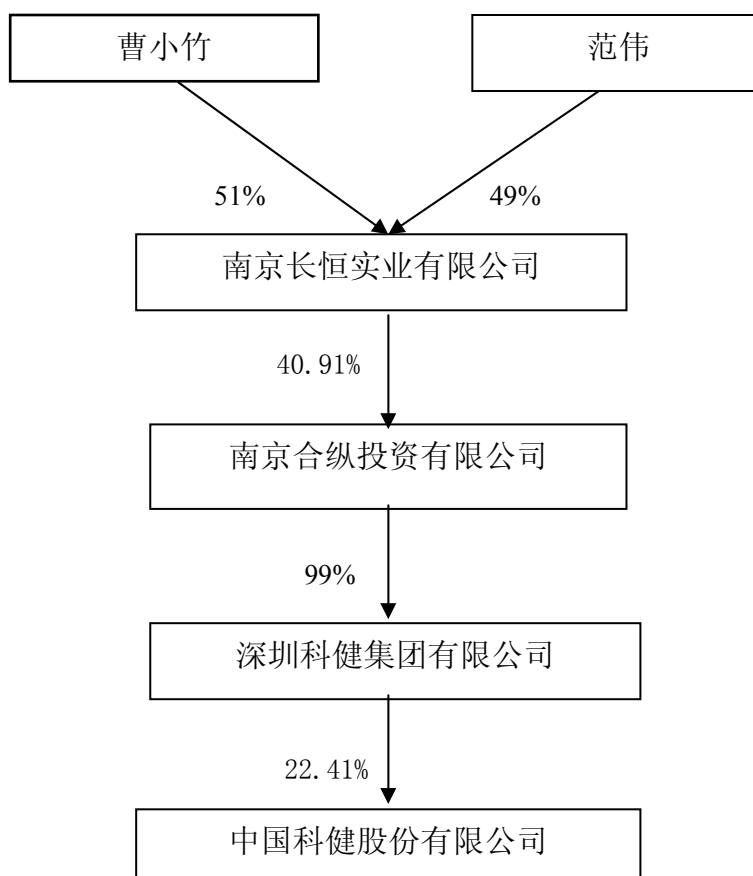 曹小竹
范伟
51%
49%
南京长恒实业有限公司
40.91%
南京合纵投资有限公司
99%
深圳科健集团有限公司
22.41%
中国科健股份有限公司